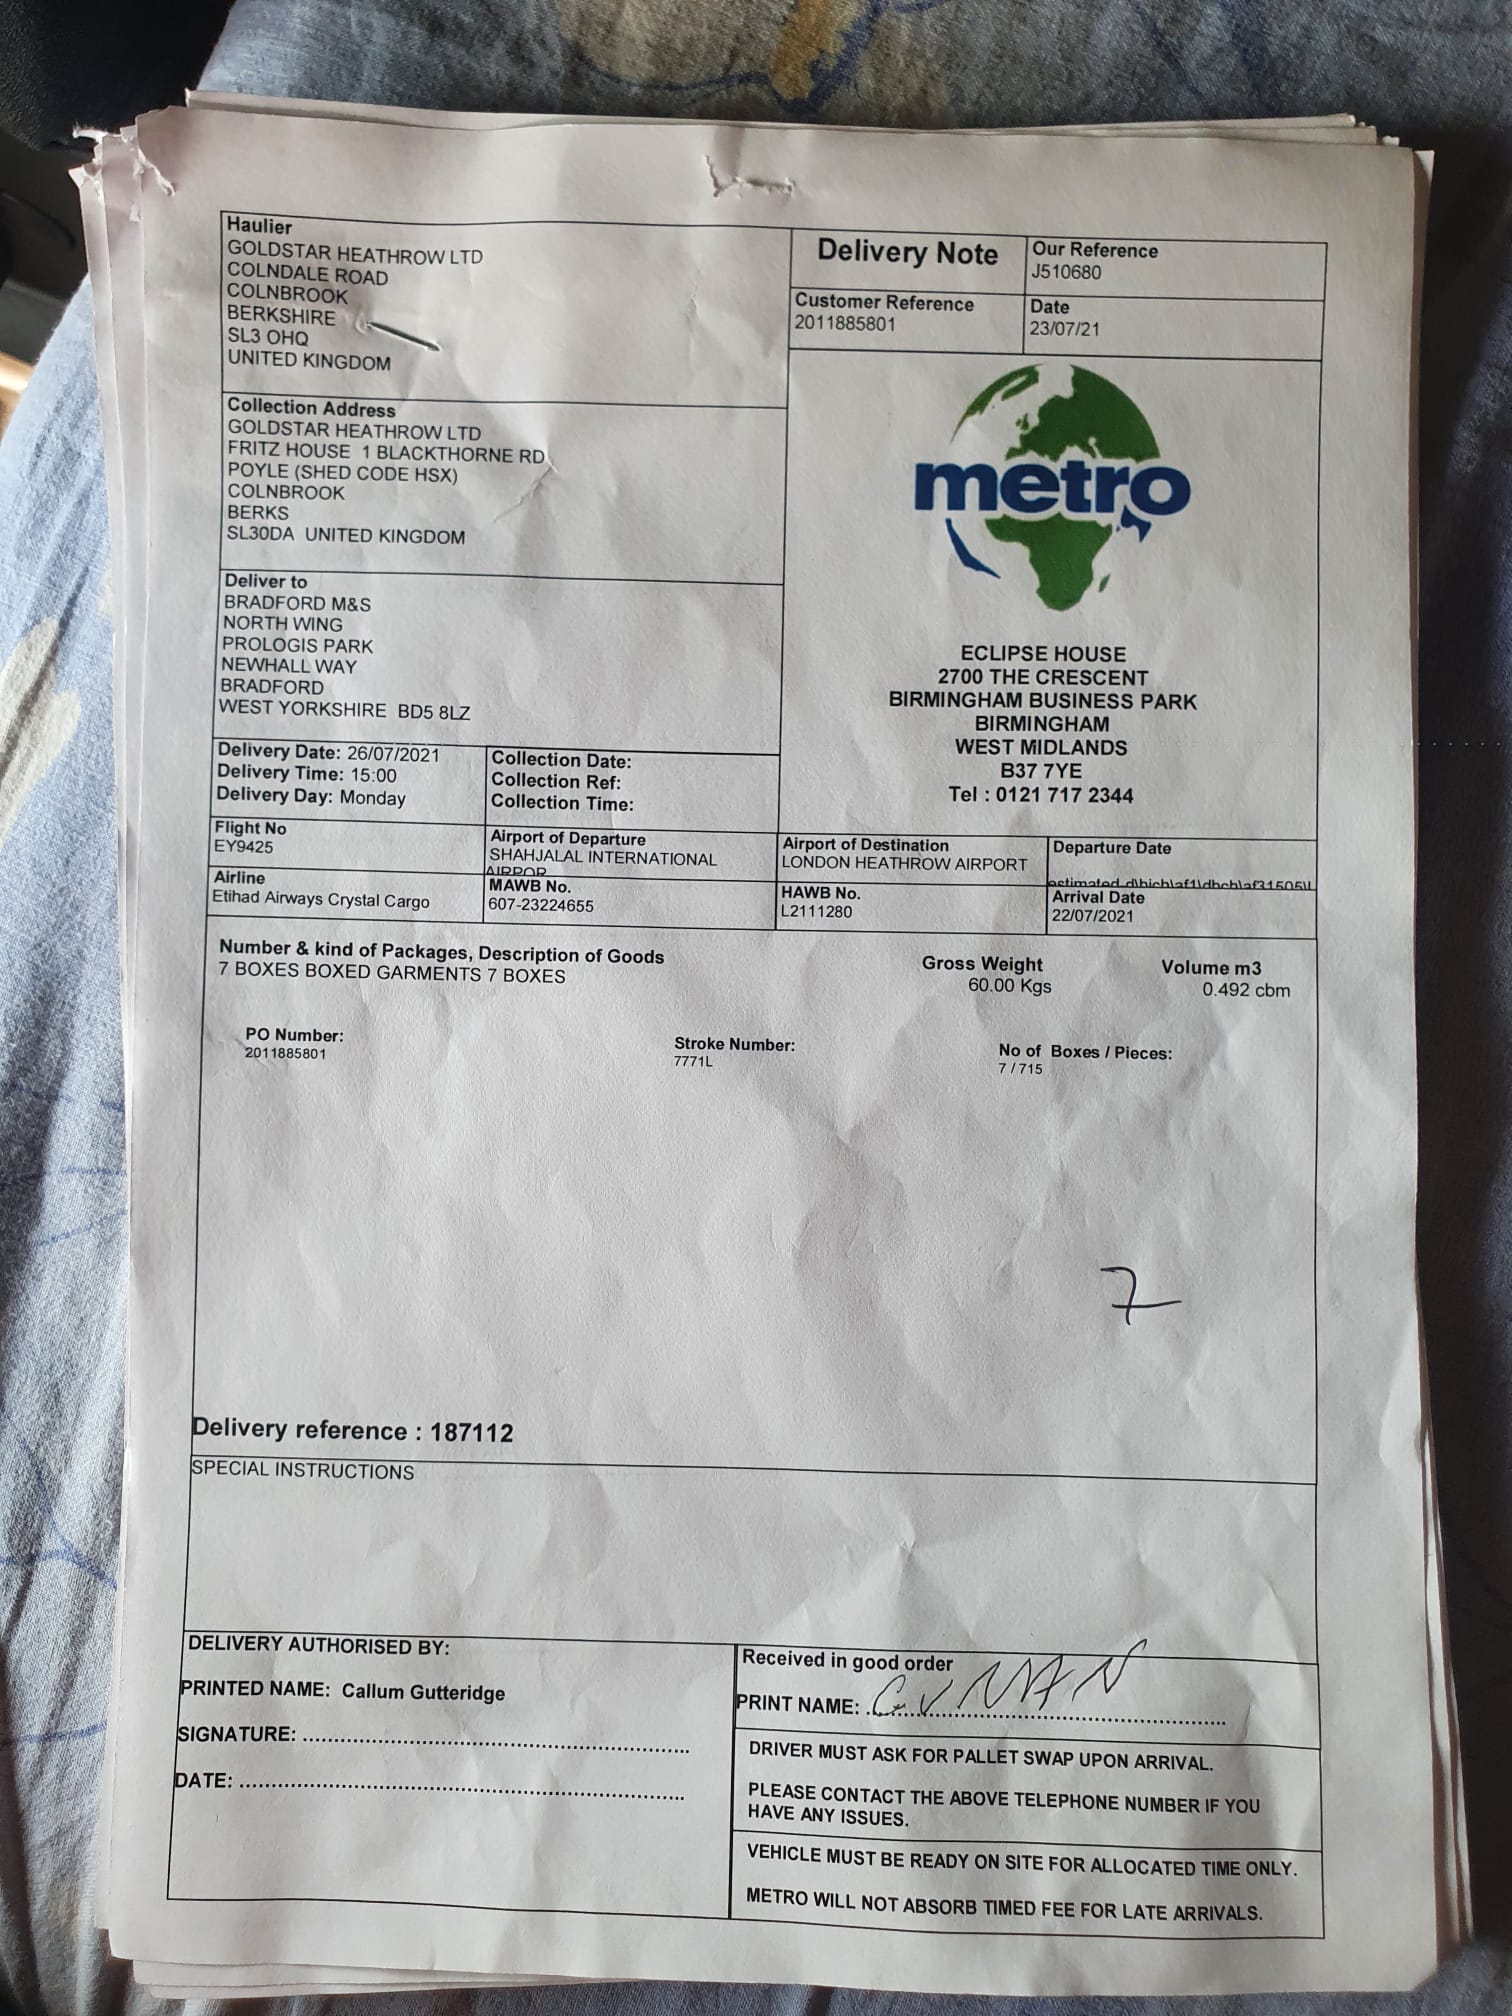 Haulier
GOLDSTAR HEATHROW LTD
COLNDALE ROAD
COLNBROOK
BERKSHIRE
SL3 OHQ
UNITED KINGDOM
Delivery Note
Our Reference
J510680
Customer Reference
2011885801
Date
23/07/21
Collection Address
GOLDSTAR HEATHROW LTD
FRITZ HOUSE 1 BLACKTHORNE RD
POYLE (SHED CODE HSX)
COLNBROOK
BERKS
SL30DA UNITED KINGDOM
metro
Deliver to
BRADFORD M&S
NORTH WING
PROLOGIS PARK
NEWHALL WAY
BRADFORD
WEST YORKSHIRE BD5 8LZ
ECLIPSE HOUSE
2700 THE CRESCENT
BIRMINGHAM BUSINESS PARK
BIRMINGHAM
WEST MIDLANDS
B37 7YE
Tel : 0121 717 2344
Delivery Date: 26/07/2021
Delivery Time: 15:00
Delivery Day: Monday
Collection Date:
Collection Ref:
Collection Time:
Flight No
EY9425
Airport of Departure
SHAHJALAL INTERNATIONAL
AIRPOR
Airport of Destination
LONDON HEATHROW AIRPORT
Departure Date
Airline
Etihad Airways Crystal Cargo
MAWB No.
607-23224655
HAWB No.
L2111280
Arrival Date
22/07/2021
Number & kind of Packages, Description of Goods
7 BOXES BOXED GARMENTS 7 BOXES
Gross Weight
60.00 Kgs
Volume m3
0.492 cbm
PO Number:
2011885801
Stroke Number:
7771L
No of Boxes / Pieces:
7 / 715
7
Delivery reference : 187112
SPECIAL INSTRUCTIONS
DELIVERY AUTHORISED BY:
PRINTED NAME: Callum Gutteridge
SIGNATURE:
DATE:
Received in good order
PRINT NAME:
DRIVER MUST ASK FOR PALLET SWAP UPON ARRIVAL.
PLEASE CONTACT THE ABOVE TELEPHONE NUMBER IF YOU
HAVE ANY ISSUES.
VEHICLE MUST BE READY ON SITE FOR ALLOCATED TIME ONLY.
METRO WILL NOT ABSORB TIMED FEE FOR LATE ARRIVALS.